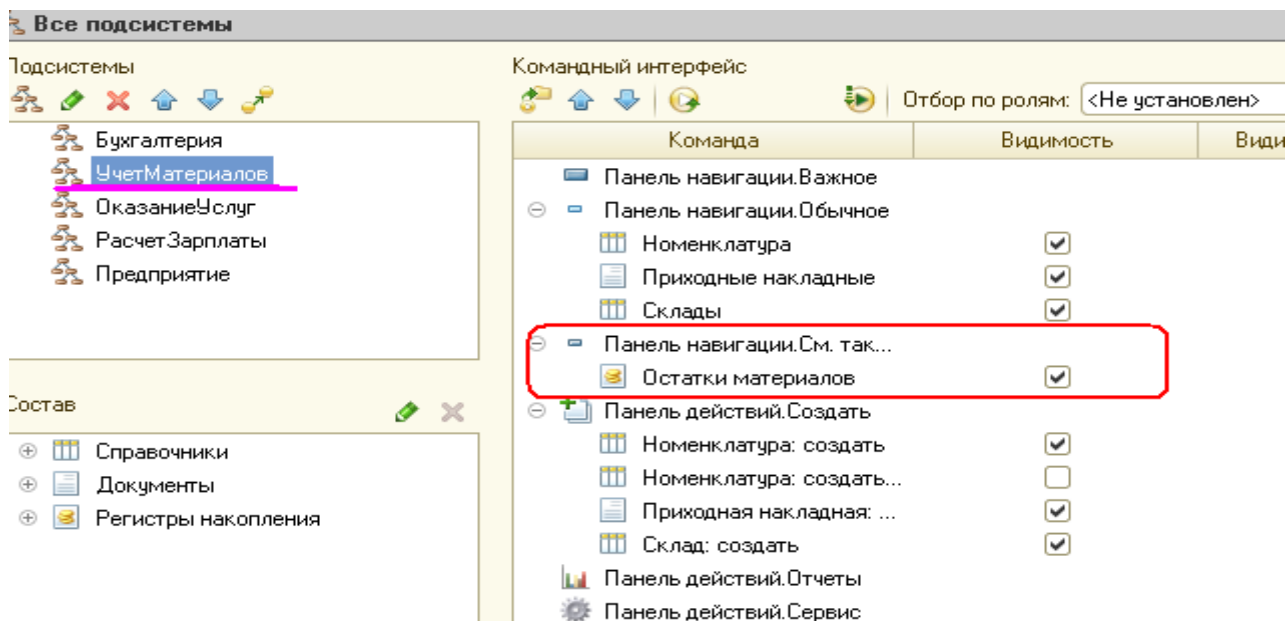 Все подсистемы
Подсистемы
Бухгалтерия
УчетМатериалов
ОказаниеУслуг
РасчетЗарплаты
Предприятие
Состав
Справочники
Документы
Регистры накопления
Командный интерфейс
Отбор по ролям: <Не установлен>
Команда Видимость Види
Панель навигации.Важное
Панель навигации.Обычное
Номенклатура
Приходные накладные
Склады
Панель навигации.См. так...
Остатки материалов
Панель действий.Создать
Номенклатура: создать
Номенклатура: создать...
Приходная накладная: ...
Склад: создать
Панель действий.Отчеты
Панель действий.Сервис